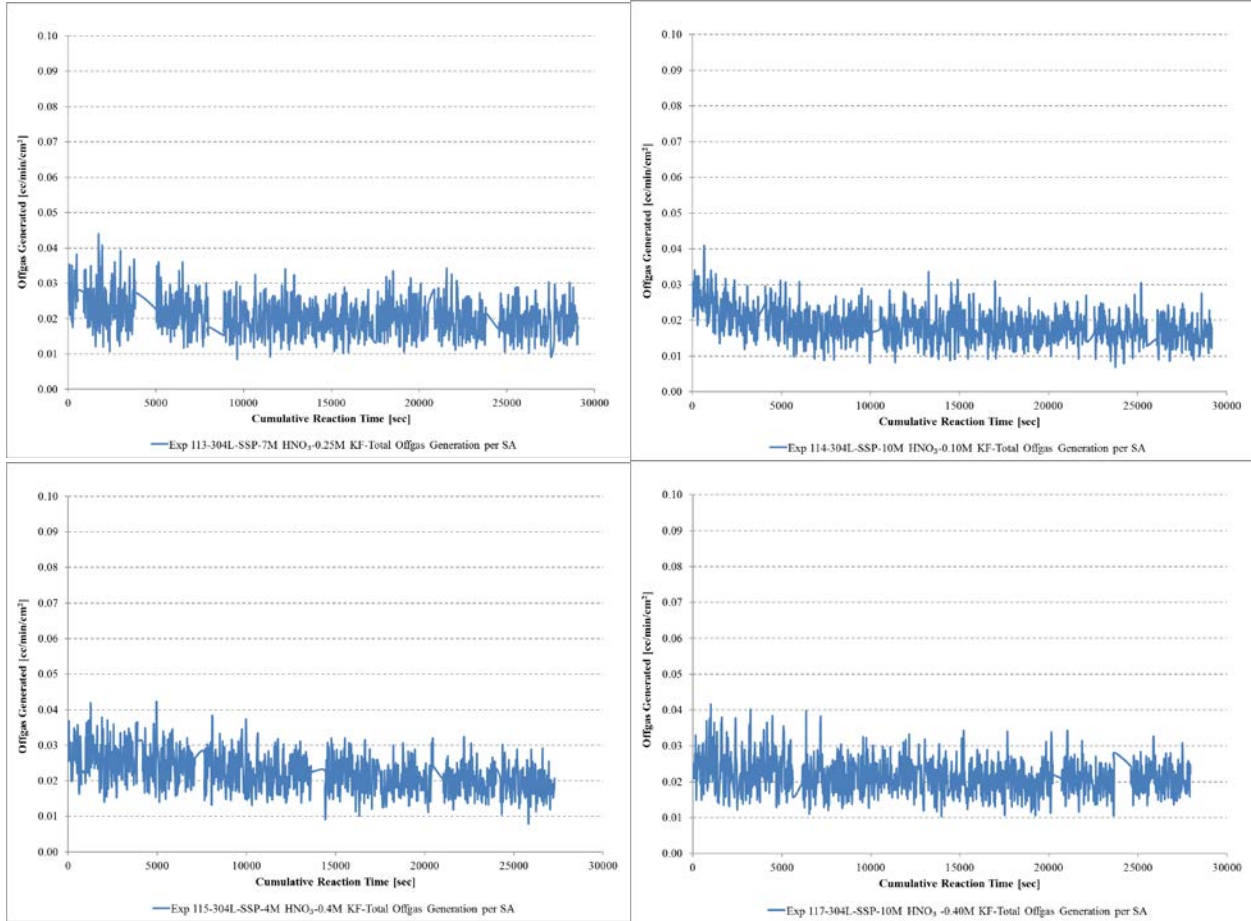 0.10
0.09
0.08
0.07
0.06
0.05
0.04
0.03
0.02
0.01
0.00
Offgas Generated [cc/min/cm²]
0 5000 10000 15000 20000 25000 30000
Cumulative Reaction Time [sec]
Exp 113-304L-SSP-7M HNO₃-0.25M KF-Total Offgas Generation per SA
0.10
0.09
0.08
0.07
0.06
0.05
0.04
0.03
0.02
0.01
0.00
Offgas Generated [cc/min/cm²]
0 5000 10000 15000 20000 25000 30000
Cumulative Reaction Time [sec]
Exp 114-304L-SSP-10M HNO₃-0.10M KF-Total Offgas Generation per SA
0.10
0.09
0.08
0.07
0.06
0.05
0.04
0.03
0.02
0.01
0.00
Offgas Generated [cc/min/cm²]
0 5000 10000 15000 20000 25000 30000
Cumulative Reaction Time [sec]
Exp 115-304L-SSP-4M HNO₃-0.4M KF-Total Offgas Generation per SA
0.10
0.09
0.08
0.07
0.06
0.05
0.04
0.03
0.02
0.01
0.00
Offgas Generated [cc/min/cm²]
0 5000 10000 15000 20000 25000 30000
Cumulative Reaction Time [sec]
Exp 117-304L-SSP-10M HNO₃ -0.40M KF-Total Offgas Generation per SA